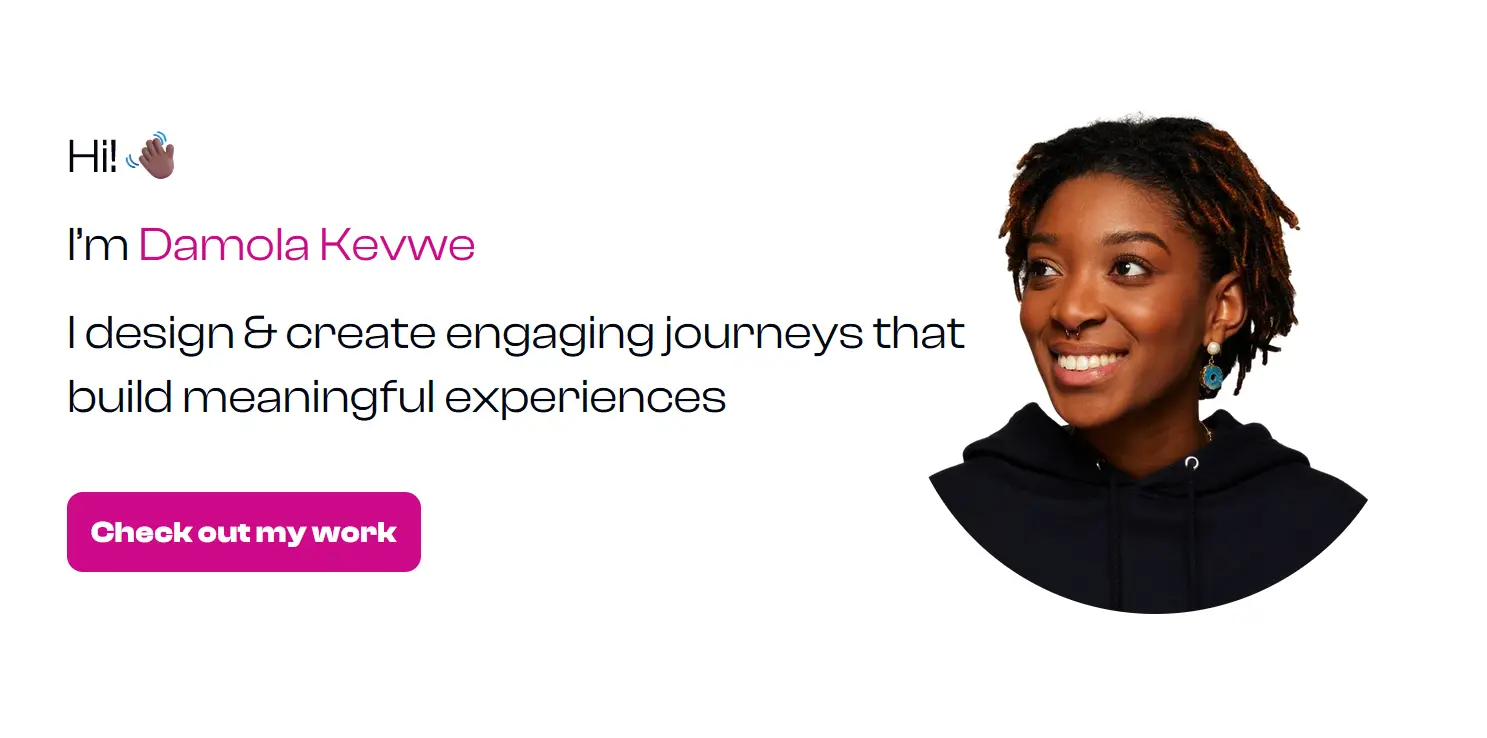 Hi! 👋🏿
I'm Damola Kevwe
I design & create engaging journeys that
build meaningful experiences
Check out my work